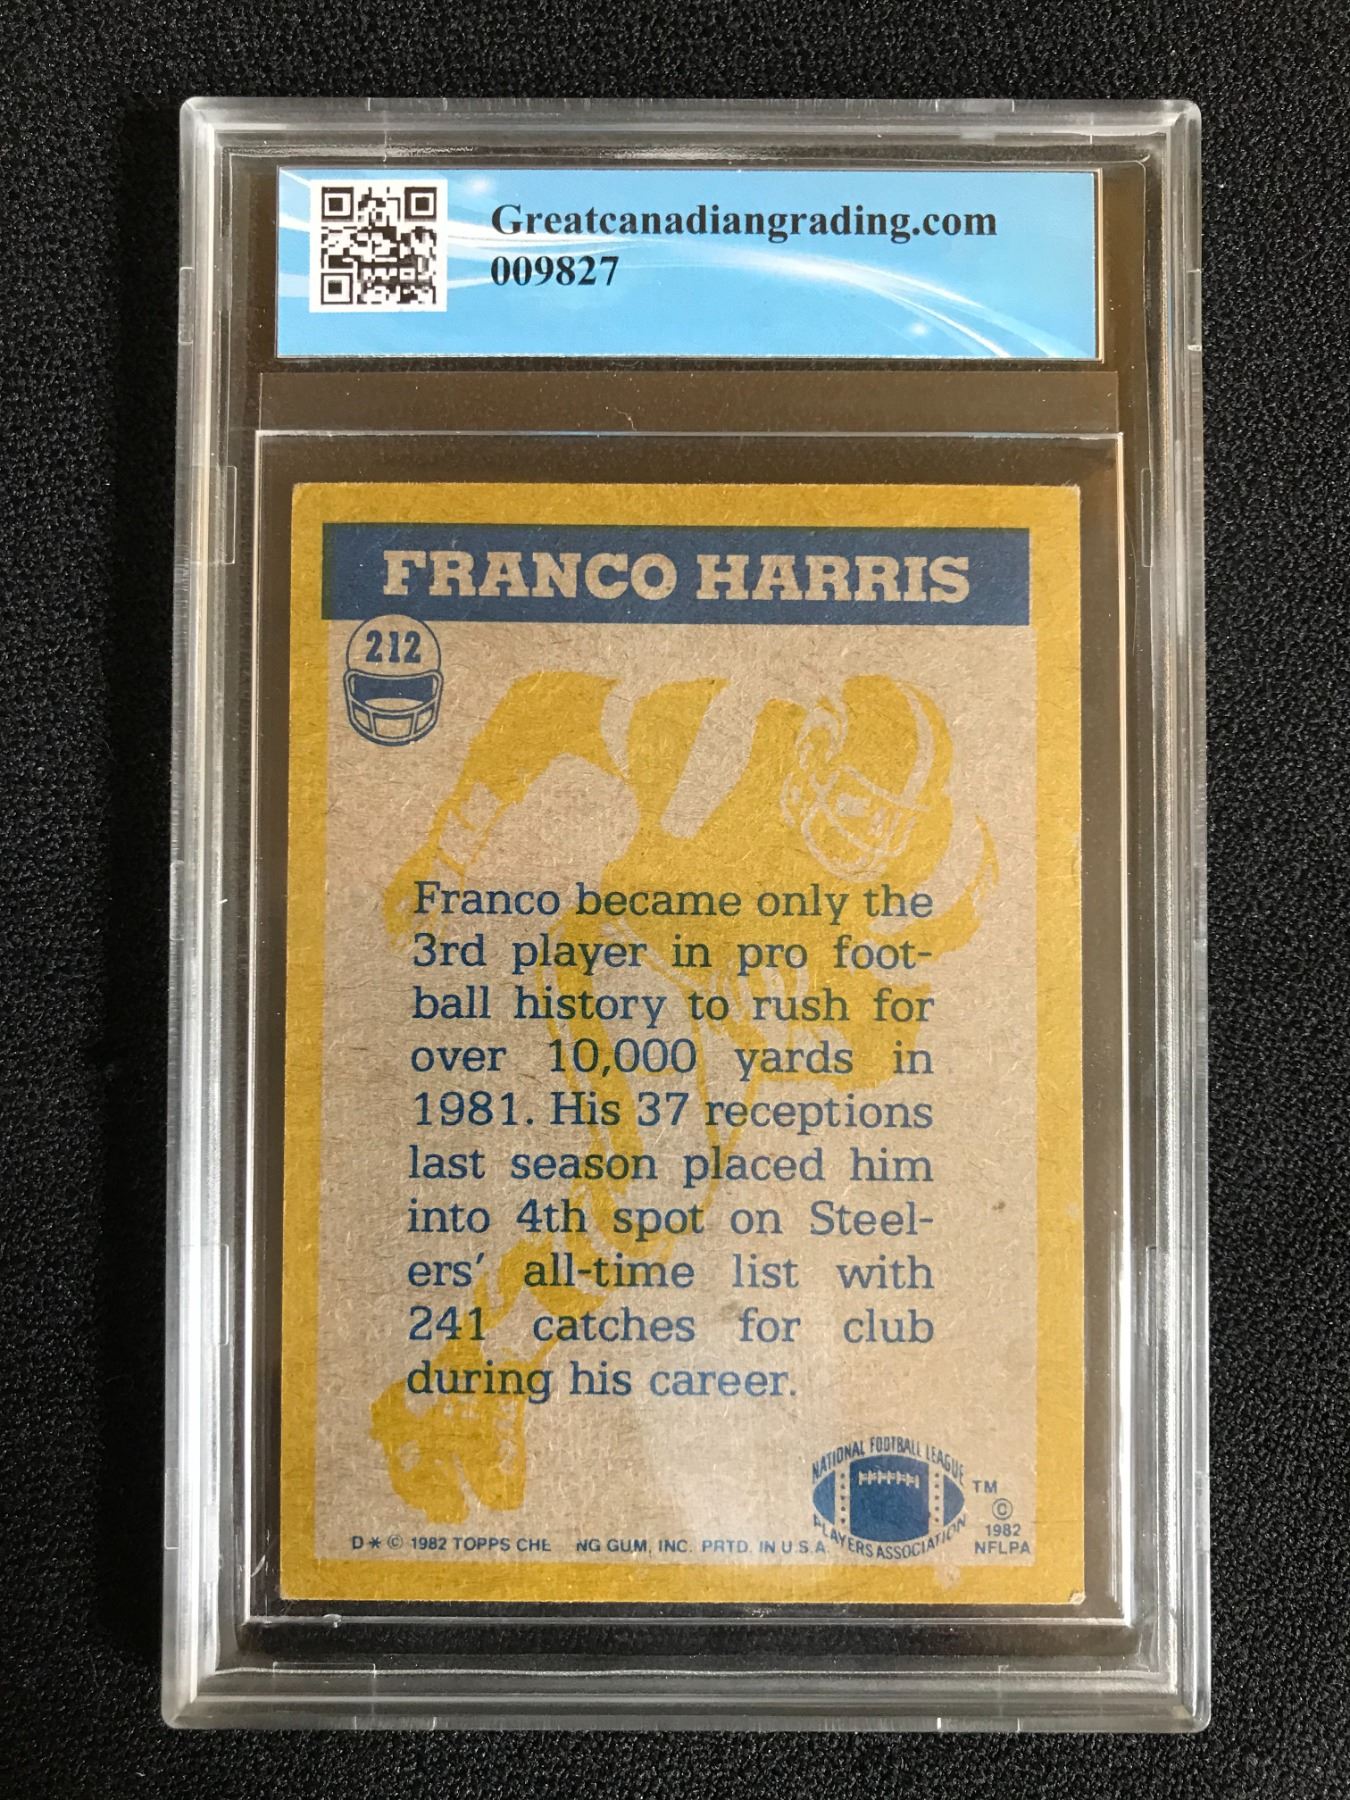 Greatcanadiangrading.com
009827
FRANCO HARRIS
212
Franco became only the
3rd player in pro foot-
ball history to rush for
over 10,000 yards in
1981. His 37 receptions
last season placed him
into 4th spot on Steel-
ers' all-time list with
241 catches for club
during his career.
NATIONAL FOOTBALL LEAGUE
PLAYERS ASSOCIATION
TM
©
1982
NFLPA
D * © 1982 TOPPS CHE NG GUM, INC. PRTD. IN U.S.A.